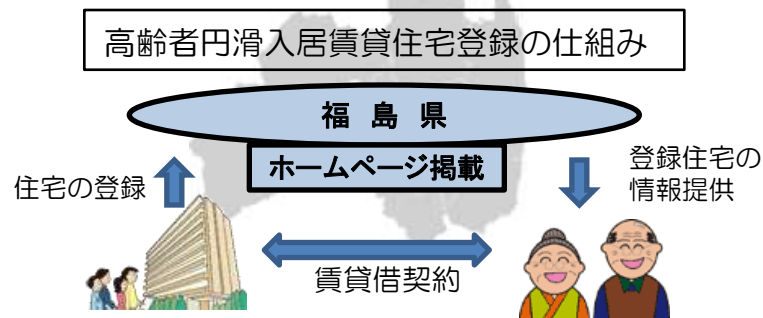 高齢者円滑入居賃貸住宅登録の仕組み
福島県
ホームページ掲載
住宅の登録
登録住宅の
情報提供
賃貸借契約